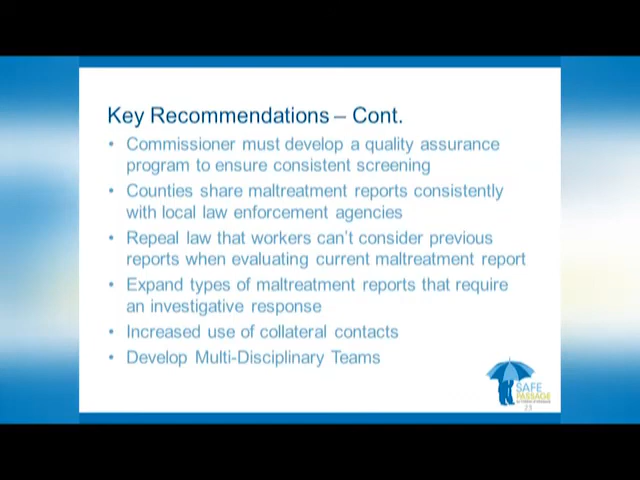 Key Recommendations – Cont.
• Commissioner must develop a quality assurance
program to ensure consistent screening
• Counties share maltreatment reports consistently
with local law enforcement agencies
• Repeal law that workers can't consider previous
reports when evaluating current maltreatment report
• Expand types of maltreatment reports that require
an investigative response
• Increased use of collateral contacts
• Develop Multi-Disciplinary Teams
SAFE
PASSAGE
23